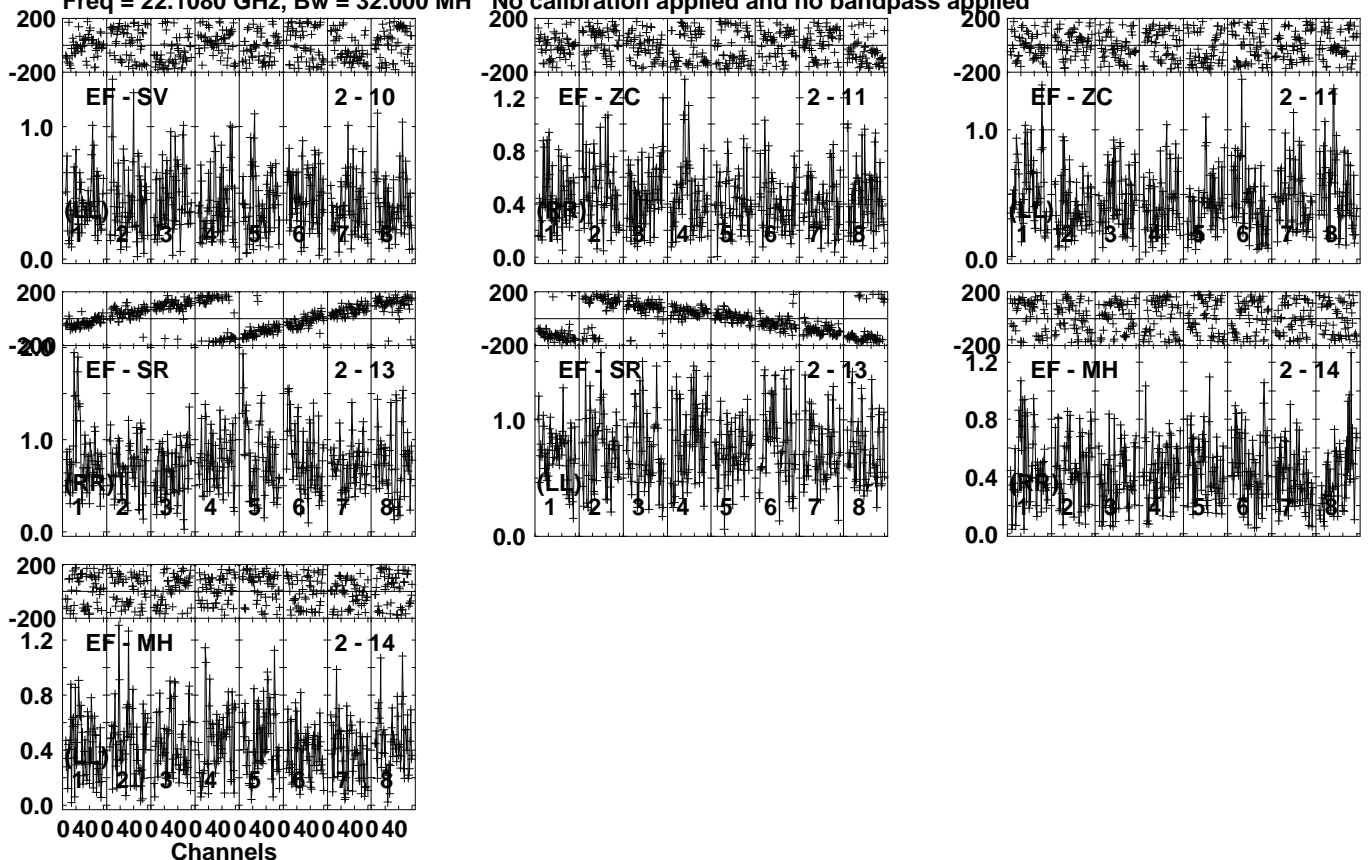 Freq = 22.1080 GHz, Bw = 32.000 MH No calibration applied and no bandpass applied
200
-200
EF - SV 2 - 10
1.0
(LL)
1 2 3 4 5 6 7 8
0.0
200
-200
EF - ZC 2 - 11
1.2
0.8
0.4
(RR)
1 2 3 4 5 6 7 8
0.0
200
-200
EF - ZC 2 - 11
1.0
(LL)
1 2 3 4 5 6 7 8
0.0
200
-200
2.0
EF - SR 2 - 13
1.0
(RR)
1 2 3 4 5 6 7 8
0.0
200
-200
EF - SR 2 - 13
1.0
(LL)
1 2 3 4 5 6 7 8
0.0
200
-200
1.2
EF - MH 2 - 14
0.8
0.4
(RR)
1 2 3 4 5 6 7 8
0.0
200
-200
1.2
EF - MH 2 - 14
0.8
0.4
(LL)
1 2 3 4 5 6 7 8
0.0
0 40 0 40 0 40 0 40 0 40 0 40 0 40 0 40
Channels